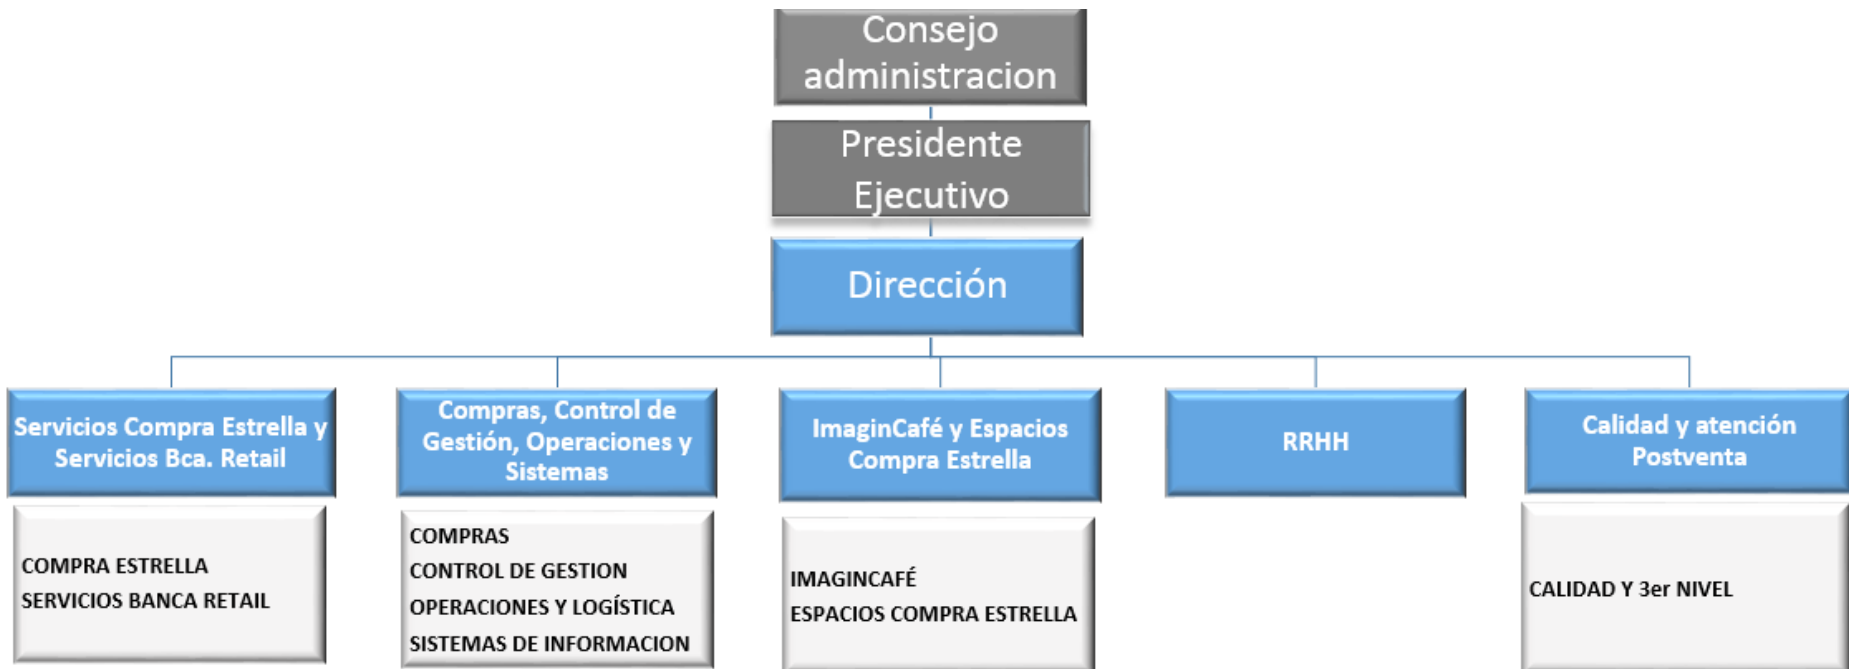 Consejo
administracion
Presidente
Ejecutivo
Dirección
Servicios Compra Estrella y
Servicios Bca. Retail
Compras, Control de
Gestión, Operaciones y
Sistemas
ImaginCafé y Espacios
Compra Estrella
RRHH
Calidad y atención
Postventa
COMPRA ESTRELLA
SERVICIOS BANCA RETAIL
COMPRAS
CONTROL DE GESTION
OPERACIONES Y LOGÍSTICA
SISTEMAS DE INFORMACION
IMAGINCAFÉ
ESPACIOS COMPRA ESTRELLA
CALIDAD Y 3er NIVEL